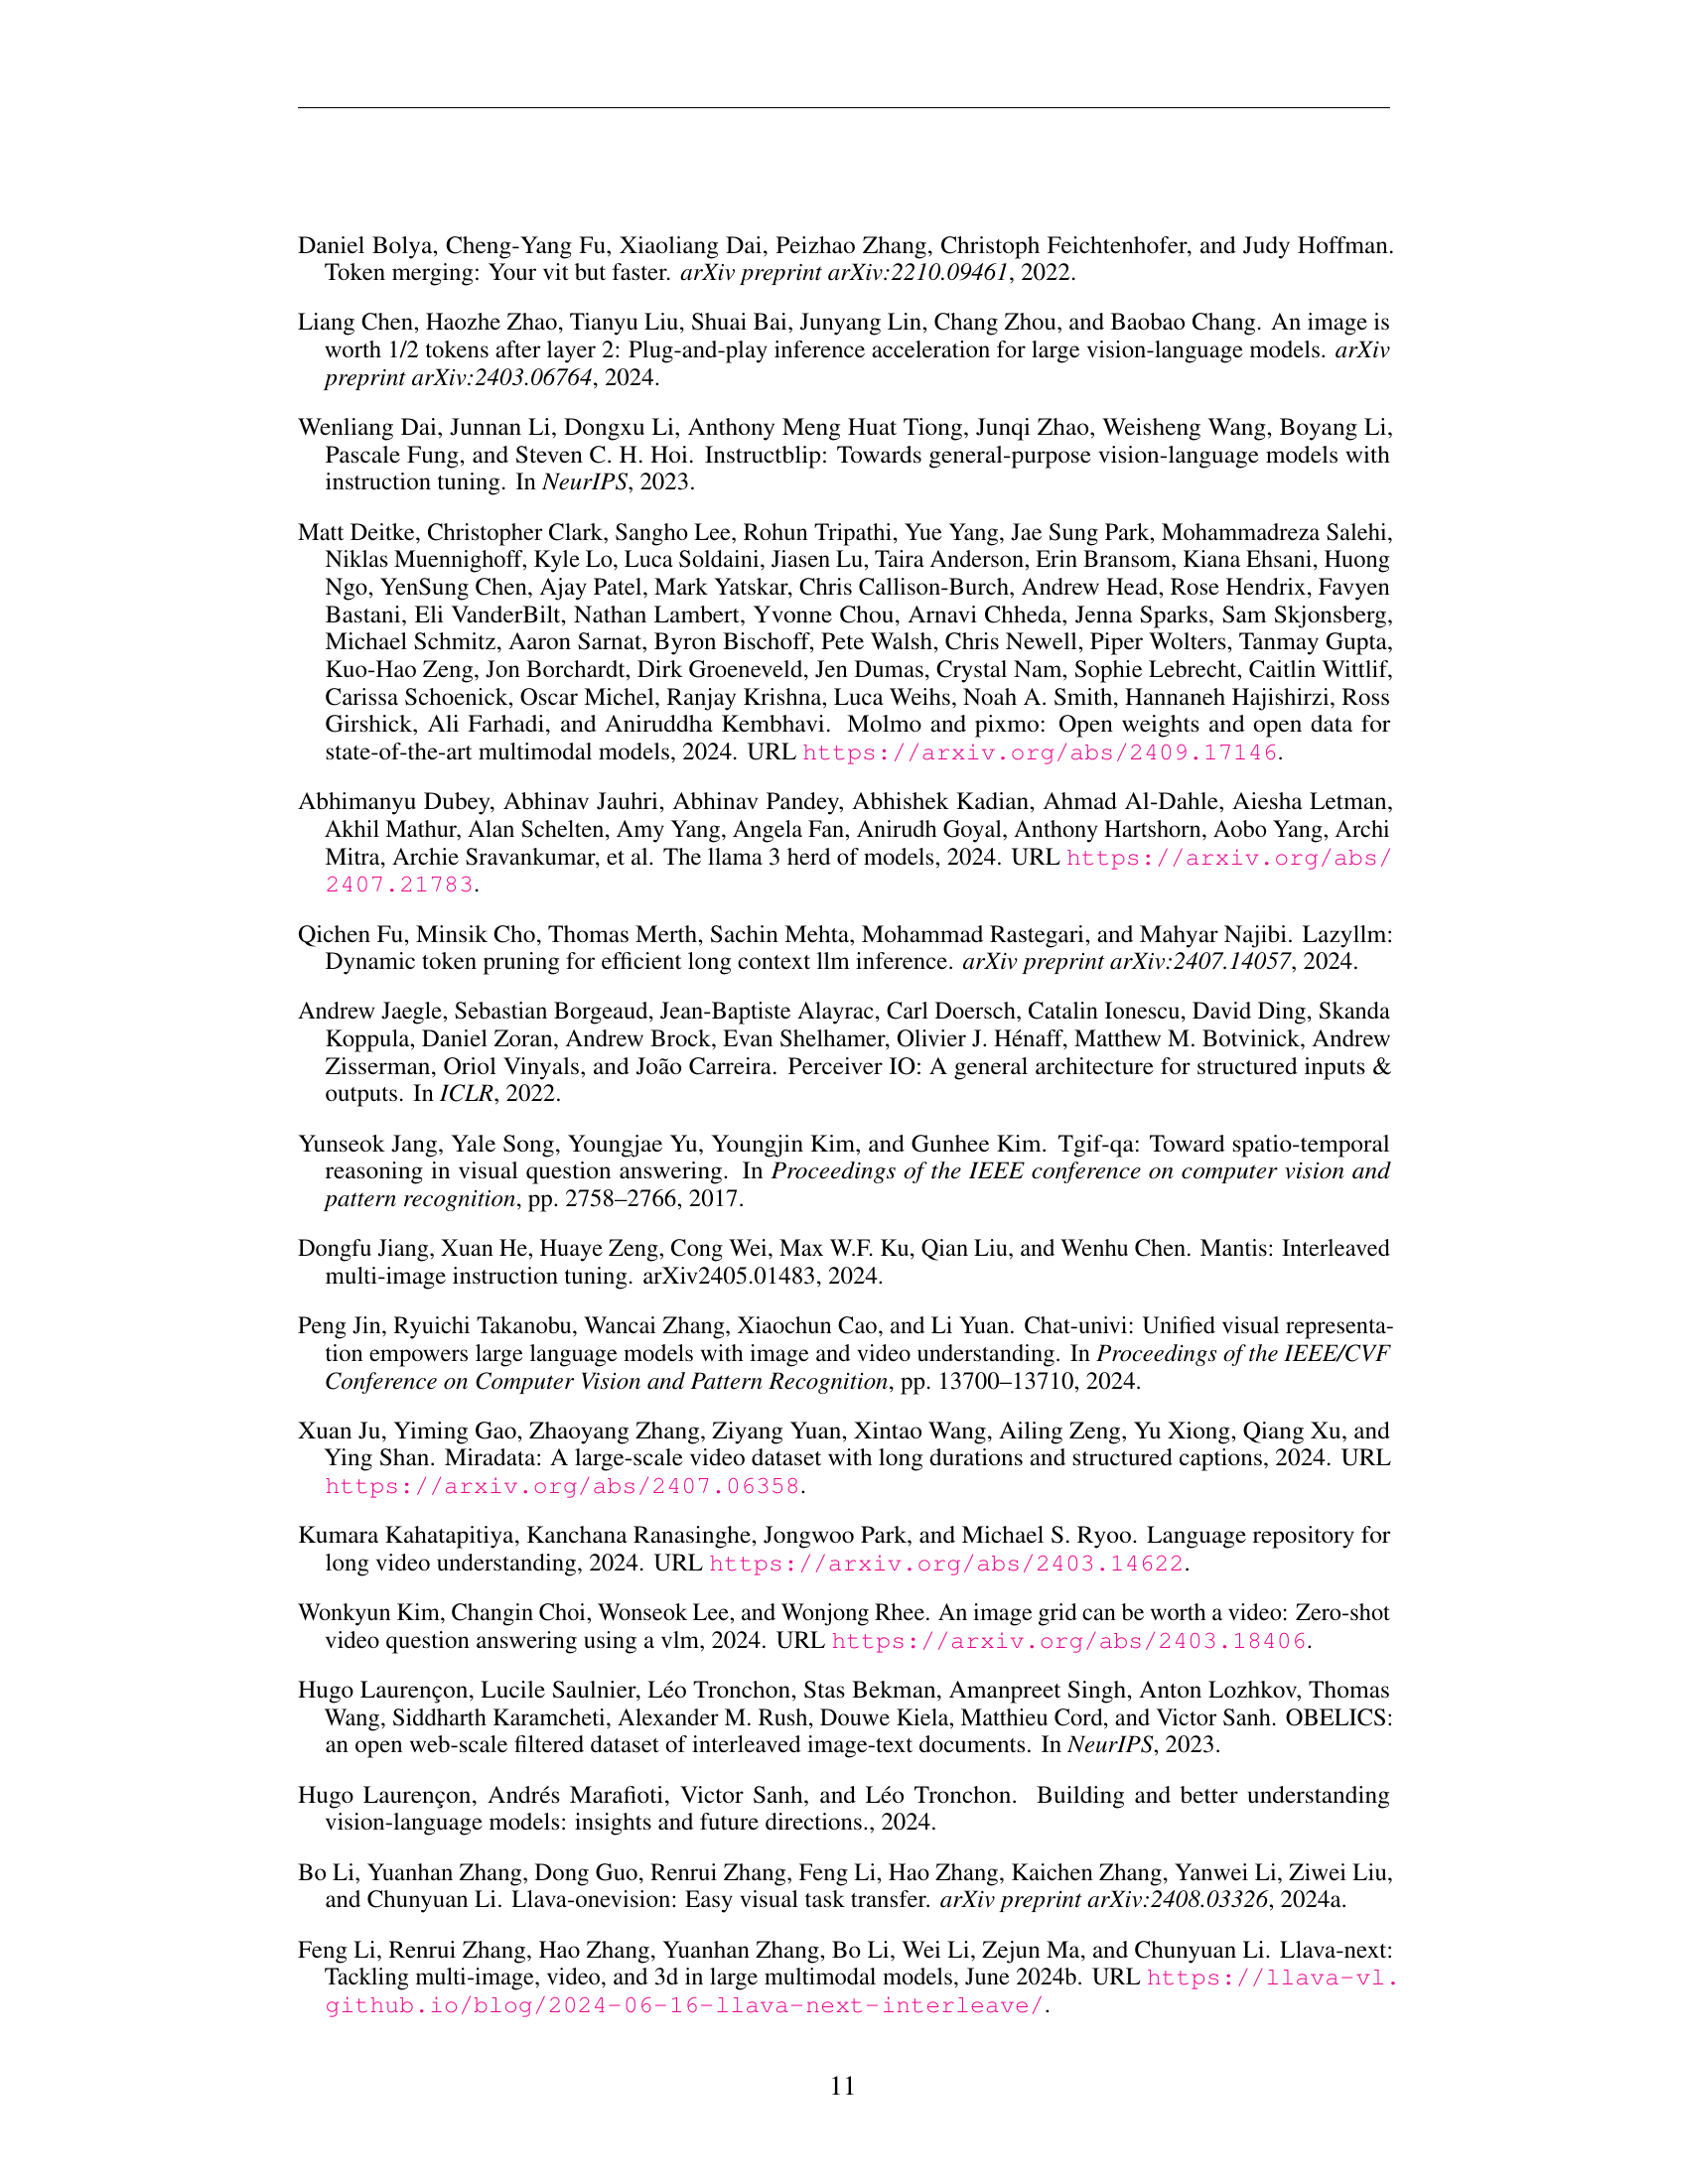 Daniel Bolya, Cheng-Yang Fu, Xiaoliang Dai, Peizhao Zhang, Christoph Feichtenhofer, and Judy Hoffman.
Token merging: Your vit but faster. arXiv preprint arXiv:2210.09461, 2022.
Liang Chen, Haozhe Zhao, Tianyu Liu, Shuai Bai, Junyang Lin, Chang Zhou, and Baobao Chang. An image is
worth 1/2 tokens after layer 2: Plug-and-play inference acceleration for large vision-language models. arXiv
preprint arXiv:2403.06764, 2024.
Wenliang Dai, Junnan Li, Dongxu Li, Anthony Meng Huat Tiong, Junqi Zhao, Weisheng Wang, Boyang Li,
Pascale Fung, and Steven C. H. Hoi. Instructblip: Towards general-purpose vision-language models with
instruction tuning. In NeurIPS, 2023.
Matt Deitke, Christopher Clark, Sangho Lee, Rohun Tripathi, Yue Yang, Jae Sung Park, Mohammadreza Salehi,
Niklas Muennighoff, Kyle Lo, Luca Soldaini, Jiasen Lu, Taira Anderson, Erin Bransom, Kiana Ehsani, Huong
Ngo, YenSung Chen, Ajay Patel, Mark Yatskar, Chris Callison-Burch, Andrew Head, Rose Hendrix, Favyen
Bastani, Eli VanderBilt, Nathan Lambert, Yvonne Chou, Arnavi Chheda, Jenna Sparks, Sam Skjonsberg,
Michael Schmitz, Aaron Sarnat, Byron Bischoff, Pete Walsh, Chris Newell, Piper Wolters, Tanmay Gupta,
Kuo-Hao Zeng, Jon Borchardt, Dirk Groeneveld, Jen Dumas, Crystal Nam, Sophie Lebrecht, Caitlin Wittlif,
Carissa Schoenick, Oscar Michel, Ranjay Krishna, Luca Weihs, Noah A. Smith, Hannaneh Hajishirzi, Ross
Girshick, Ali Farhadi, and Aniruddha Kembhavi. Molmo and pixmo: Open weights and open data for
state-of-the-art multimodal models, 2024. URL https://arxiv.org/abs/2409.17146.
Abhimanyu Dubey, Abhinav Jauhri, Abhinav Pandey, Abhishek Kadian, Ahmad Al-Dahle, Aiesha Letman,
Akhil Mathur, Alan Schelten, Amy Yang, Angela Fan, Anirudh Goyal, Anthony Hartshorn, Aobo Yang, Archi
Mitra, Archie Sravankumar, et al. The llama 3 herd of models, 2024. URL https://arxiv.org/abs/
2407.21783.
Qichen Fu, Minsik Cho, Thomas Merth, Sachin Mehta, Mohammad Rastegari, and Mahyar Najibi. Lazyllm:
Dynamic token pruning for efficient long context llm inference. arXiv preprint arXiv:2407.14057, 2024.
Andrew Jaegle, Sebastian Borgeaud, Jean-Baptiste Alayrac, Carl Doersch, Catalin Ionescu, David Ding, Skanda
Koppula, Daniel Zoran, Andrew Brock, Evan Shelhamer, Olivier J. Hénaff, Matthew M. Botvinick, Andrew
Zisserman, Oriol Vinyals, and João Carreira. Perceiver IO: A general architecture for structured inputs &
outputs. In ICLR, 2022.
Yunseok Jang, Yale Song, Youngjae Yu, Youngjin Kim, and Gunhee Kim. Tgif-qa: Toward spatio-temporal
reasoning in visual question answering. In Proceedings of the IEEE conference on computer vision and
pattern recognition, pp. 2758–2766, 2017.
Dongfu Jiang, Xuan He, Huaye Zeng, Cong Wei, Max W.F. Ku, Qian Liu, and Wenhu Chen. Mantis: Interleaved
multi-image instruction tuning. arXiv2405.01483, 2024.
Peng Jin, Ryuichi Takanobu, Wancai Zhang, Xiaochun Cao, and Li Yuan. Chat-univi: Unified visual representa-
tion empowers large language models with image and video understanding. In Proceedings of the IEEE/CVF
Conference on Computer Vision and Pattern Recognition, pp. 13700–13710, 2024.
Xuan Ju, Yiming Gao, Zhaoyang Zhang, Ziyang Yuan, Xintao Wang, Ailing Zeng, Yu Xiong, Qiang Xu, and
Ying Shan. Miradata: A large-scale video dataset with long durations and structured captions, 2024. URL
https://arxiv.org/abs/2407.06358.
Kumara Kahatapitiya, Kanchana Ranasinghe, Jongwoo Park, and Michael S. Ryoo. Language repository for
long video understanding, 2024. URL https://arxiv.org/abs/2403.14622.
Wonkyun Kim, Changin Choi, Wonseok Lee, and Wonjong Rhee. An image grid can be worth a video: Zero-shot
video question answering using a vlm, 2024. URL https://arxiv.org/abs/2403.18406.
Hugo Laurençon, Lucile Saulnier, Léo Tronchon, Stas Bekman, Amanpreet Singh, Anton Lozhkov, Thomas
Wang, Siddharth Karamcheti, Alexander M. Rush, Douwe Kiela, Matthieu Cord, and Victor Sanh. OBELICS:
an open web-scale filtered dataset of interleaved image-text documents. In NeurIPS, 2023.
Hugo Laurençon, Andrés Marafioti, Victor Sanh, and Léo Tronchon. Building and better understanding
vision-language models: insights and future directions., 2024.
Bo Li, Yuanhan Zhang, Dong Guo, Renrui Zhang, Feng Li, Hao Zhang, Kaichen Zhang, Yanwei Li, Ziwei Liu,
and Chunyuan Li. Llava-onevision: Easy visual task transfer. arXiv preprint arXiv:2408.03326, 2024a.
Feng Li, Renrui Zhang, Hao Zhang, Yuanhan Zhang, Bo Li, Wei Li, Zejun Ma, and Chunyuan Li. Llava-next:
Tackling multi-image, video, and 3d in large multimodal models, June 2024b. URL https://llava-vl.
github.io/blog/2024-06-16-llava-next-interleave/.
11